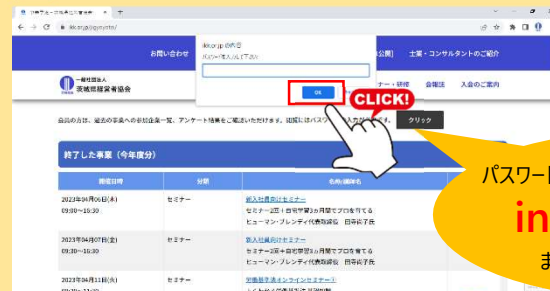 お問い合わせ
公開】
士業・コンサルタントのご紹介
ikk.or.jp の内容
パスワードを入力して下さい
OK
CLICK!
一般社団法人
茨城県経営者協会
ナー・研修
会報誌
入会のご案内
会員の方は、過去の事業への参加企業一覧、アンケート結果をご確認いただけます。閲覧にはパスワー
入力が
です。
クリック
終了した事業（今年度分）
開催日時
分類
名称/講師名
2023年04月06日(木)
09:00～16:30
セミナー
新入社員向けセミナー
セミナー2回＋自宅学習3ヵ月間でプロを育てる
ヒューマン・ブレンディ代表取締役
2023年04月07日(金)
09:30～16:30
セミナー
新入社員向けセミナー
セミナー2回＋自宅学習3ヵ月間でプロを育てる
ヒューマン・ブレンディ代表取締役
2023年04月11日(火)
セミナー
労働基準法オンラインセミナー①
パスワード
in
ま